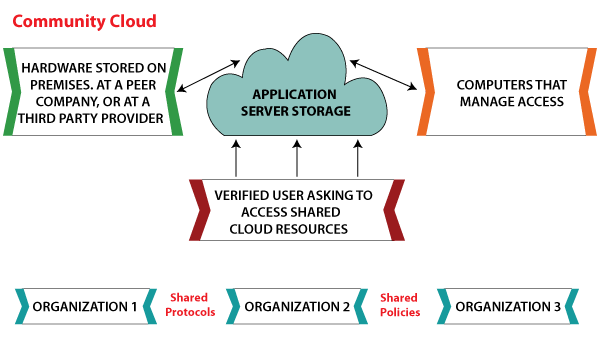 Community Cloud
HARDWARE STORED ON
PREMISES. AT A PEER
COMPANY, OR AT A
THIRD PARTY PROVIDER
APPLICATION
SERVER STORAGE
COMPUTERS THAT
MANAGE ACCESS
VERIFIED USER ASKING TO
ACCESS SHARED
CLOUD RESOURCES
ORGANIZATION 1
Shared
Protocols
ORGANIZATION 2
Shared
Policies
ORGANIZATION 3